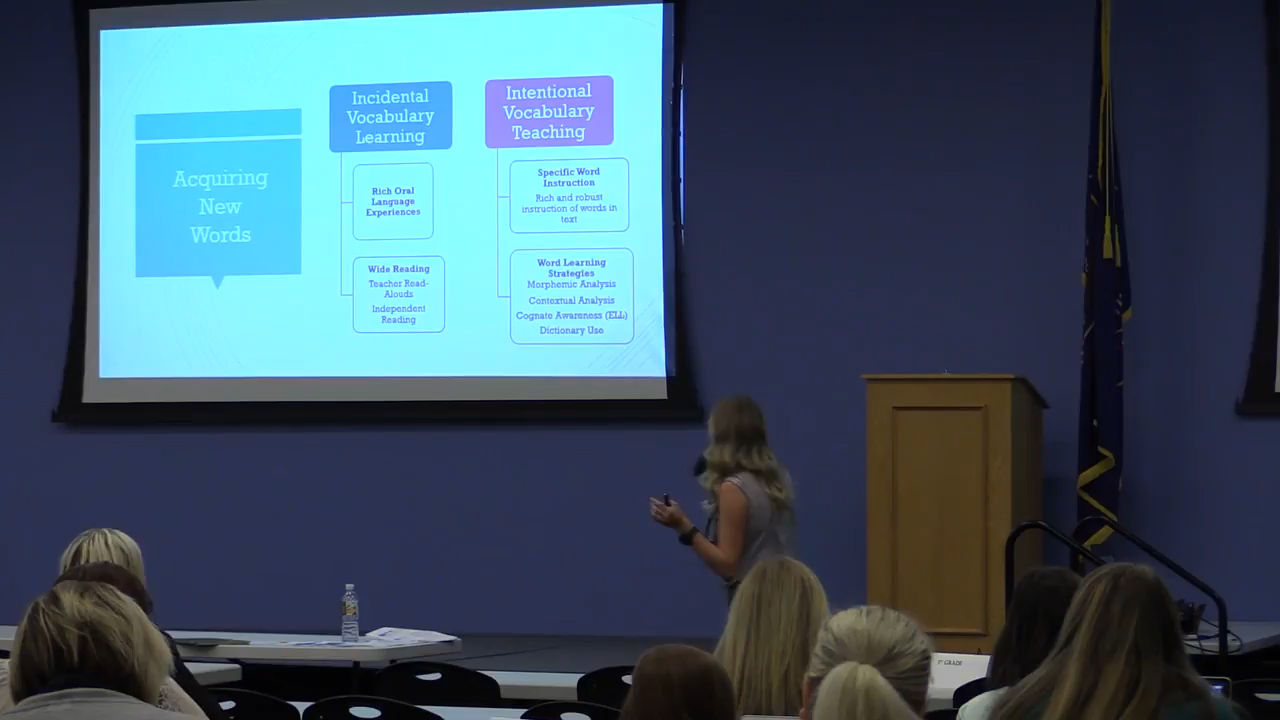 Acquiring
New
Words
Incidental
Vocabulary
Learning
Rich Oral
Language
Experiences
Wide Reading
Teacher Read-
Alouds
Independent
Reading
Intentional
Vocabulary
Teaching
Specific Word
Instruction
Rich and robust
instruction of words in
text
Word Learning
Strategies
Morphemic Analysis
Contextual Analysis
Cognate Awareness (ELL)
Dictionary Use
1st GRADE